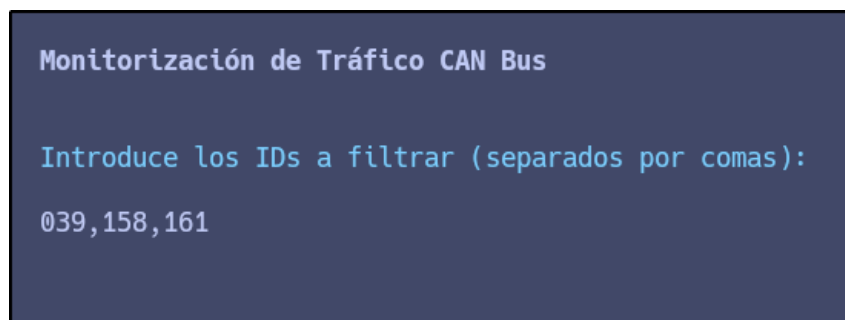 Monitorización de Tráfico CAN Bus
Introduce los IDs a filtrar (separados por comas):
039,158,161